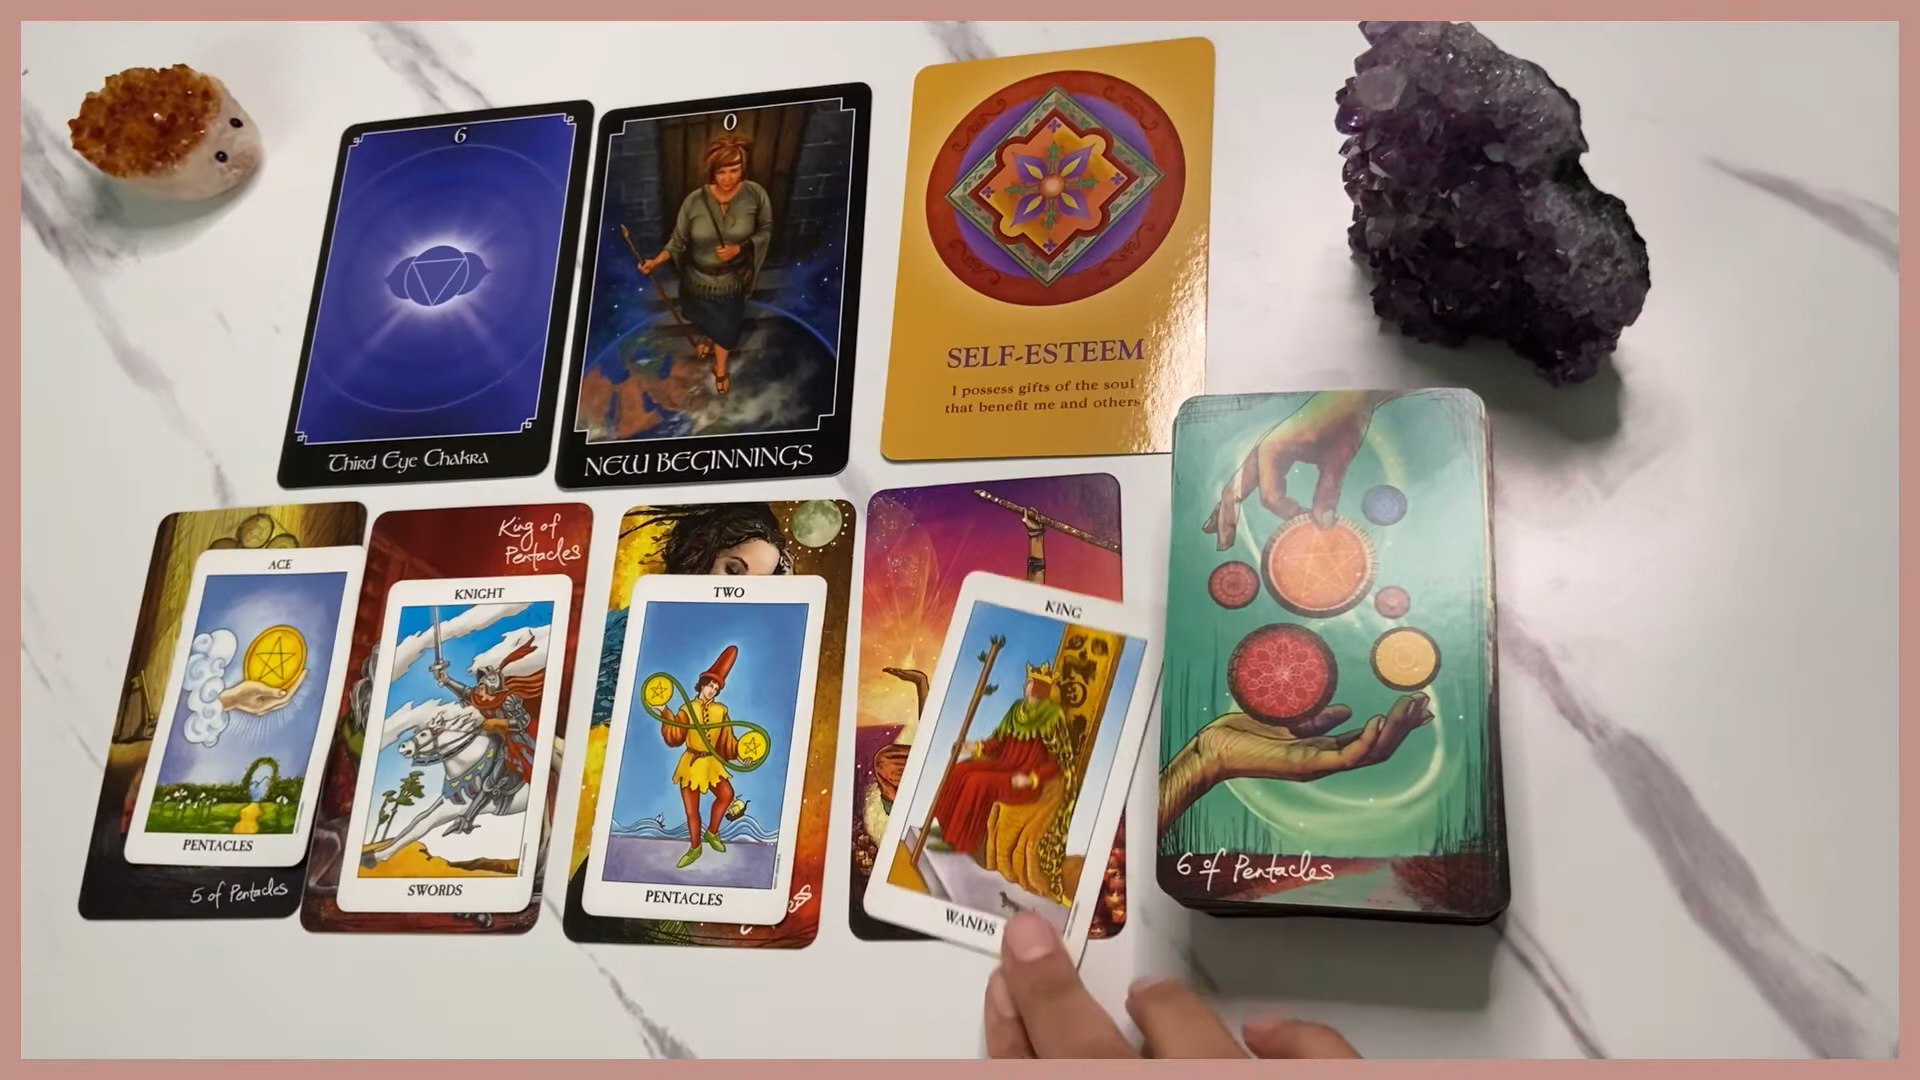 6
Third Eye Chakra
0
NEW BEGINNINGS
SELF-ESTEEM
I possess gifts of the soul
that benefit me and others
ACE
PENTACLES
5 of Pentacles
King of
Pentacles
KNIGHT
SWORDS
TWO
PENTACLES
KING
WANDS
6 of Pentacles